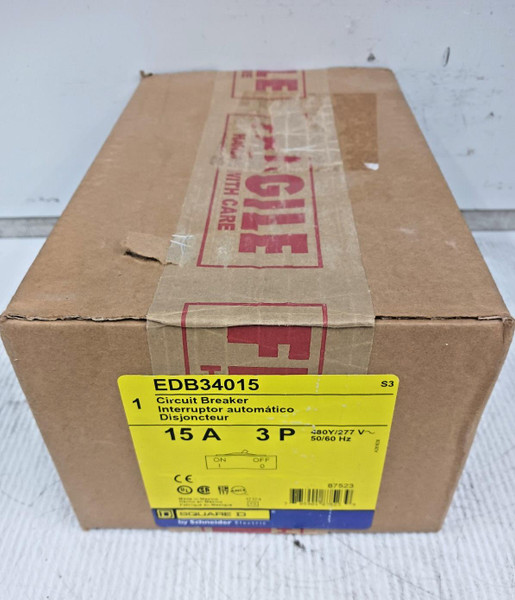 FRAGILE
WITH CARE
EDB34015
S3
1
Circuit Breaker
Interruptor automático
Disjoncteur
15 A 3 P 480Y/277 V~
50/60 Hz
ON OFF
I O
CE
87523
SQUARE D
by Schneider Electric